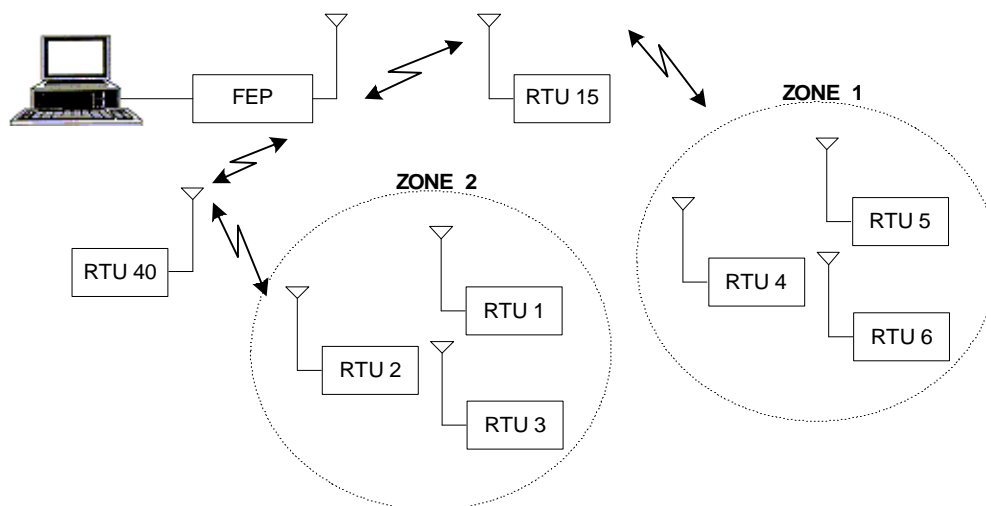 FEP
RTU 15
ZONE 1
ZONE 2
RTU 5
RTU 40
RTU 4
RTU 1
RTU 6
RTU 2
RTU 3